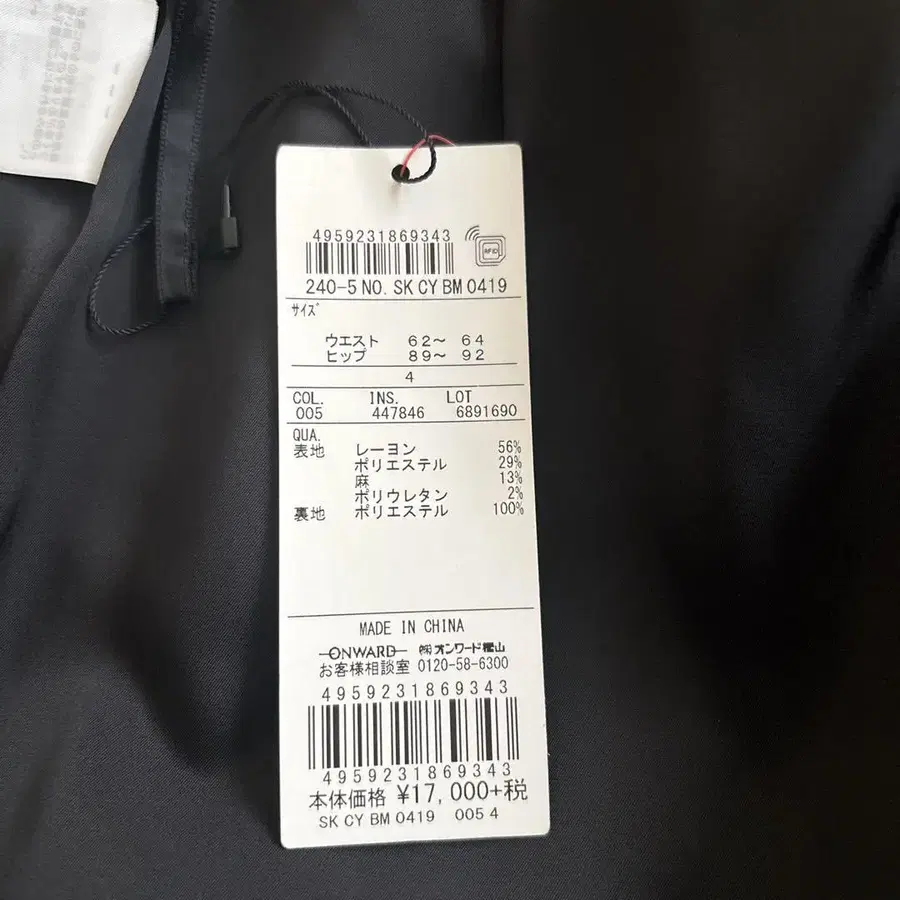 4959231869343
RFID
240-5 NO. SK CY BM 0419
サイズ
ウエスト 62〜 64
ヒップ 89〜 92
4
COL. INS. LOT
005 447846 6891690
QUA.
表地 レーヨン 56%
ポリエステル 29%
麻 13%
ポリウレタン 2%
裏地 ポリエステル 100%
MADE IN CHINA
ONWARD ㈱オンワード樫山
お客様相談室 0120-58-6300
4959231869343
4959231869343
本体価格 ¥17,000+税
SK CY BM 0419 005 4